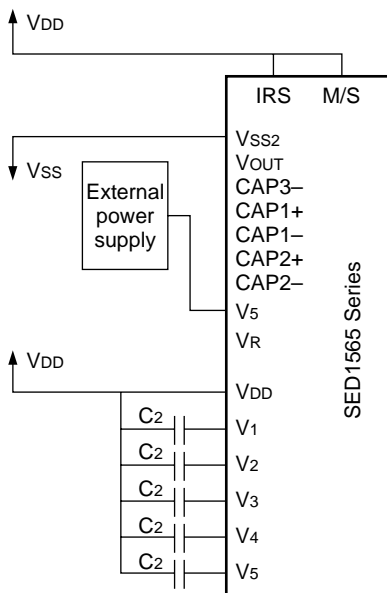 VDD
IRS M/S
VSS2
VOUT
VSS
CAP3–
External
power
supply
CAP1+
CAP1–
CAP2+
CAP2–
V5
VR
SED1565 Series
VDD
VDD
C2 V1
C2 V2
C2 V3
C2 V4
C2 V5